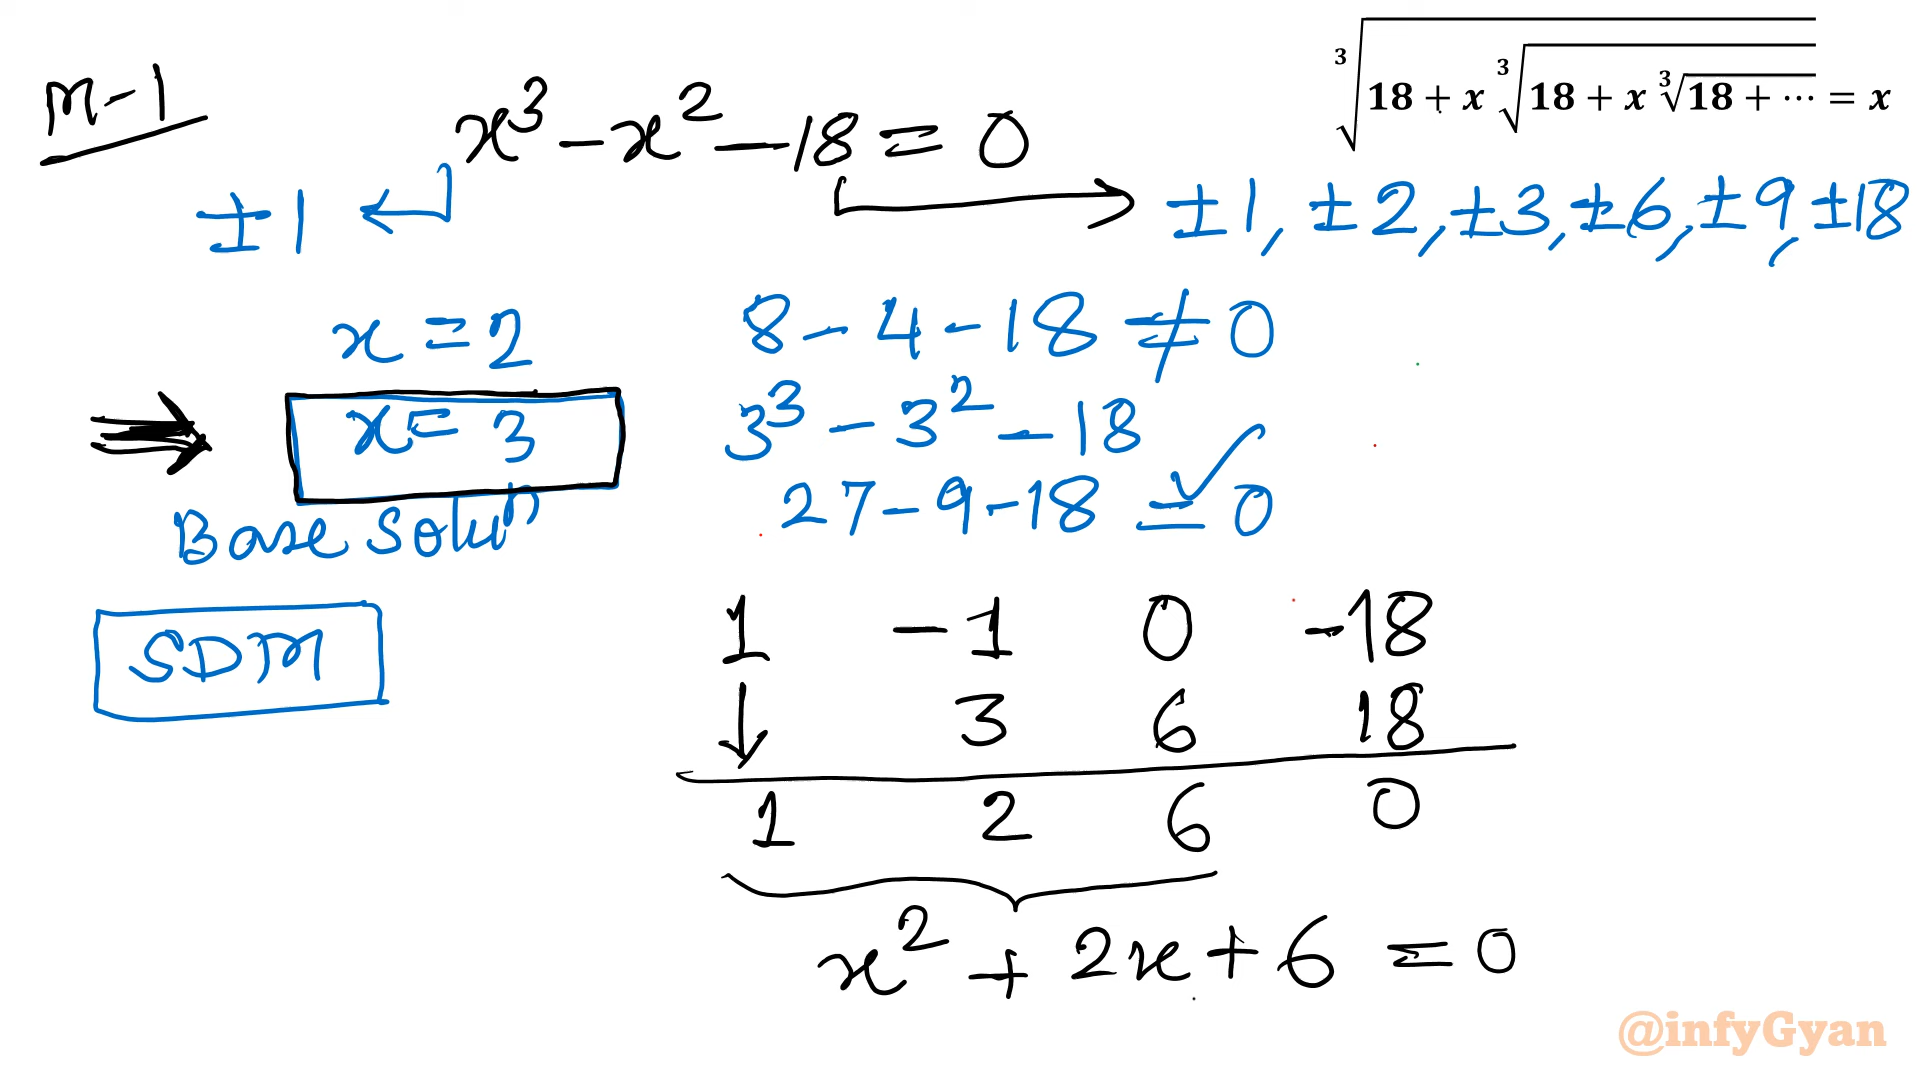 M-1
x³ - x² - 18 = 0
∛(18 + x ∛(18 + x ∛(18 + ⋯))) = x
±1
±1, ±2, ±3, ±6, ±9, ±18
x = 2
8 - 4 - 18 ≠ 0
x = 3
3³ - 3² - 18
27 - 9 - 18 = 0 ✓
Base Soluⁿ
SDM
1 -1 0 -18
3 6 18
1 2 6 0
x² + 2x + 6 = 0
@infyGyan